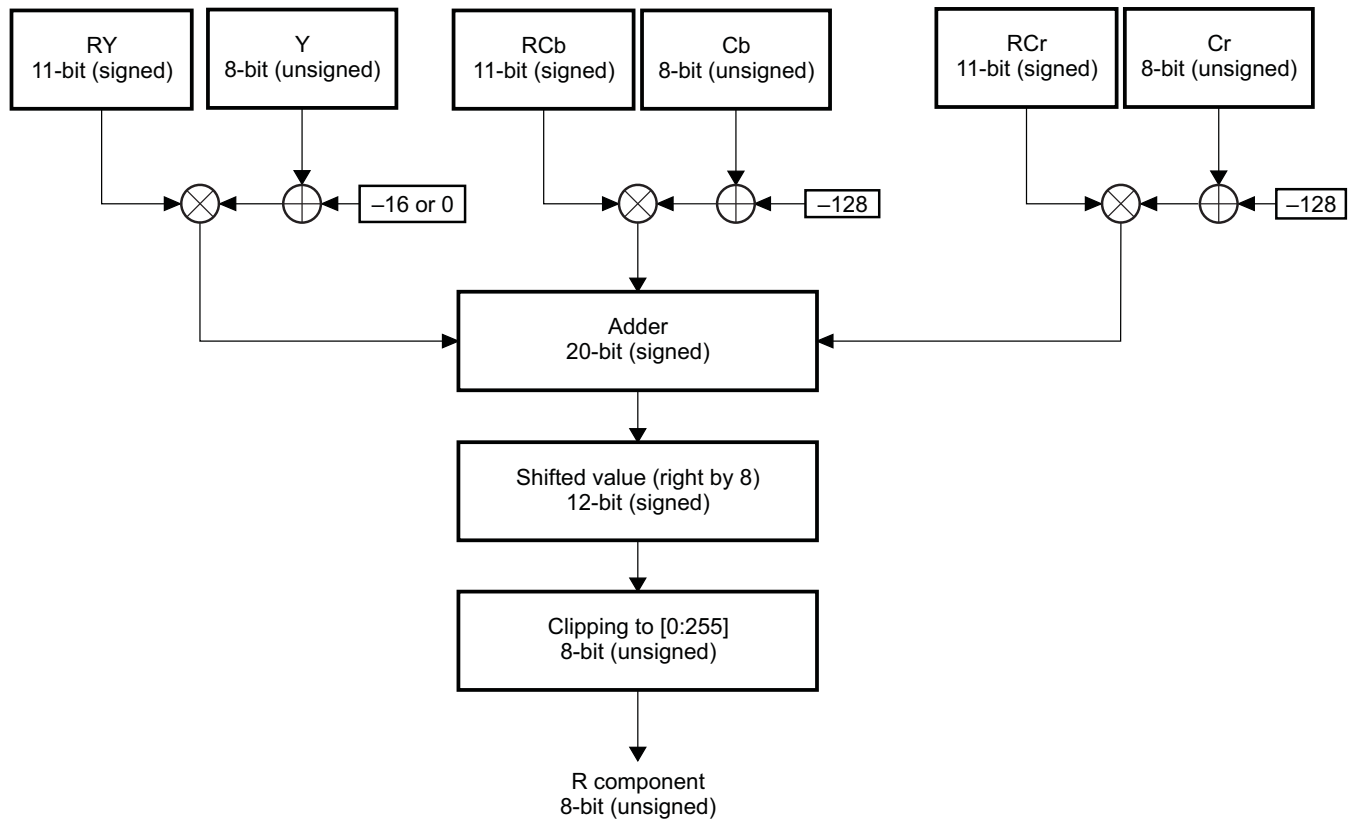 RY
11-bit (signed)
Y
8-bit (unsigned)
RCb
11-bit (signed)
Cb
8-bit (unsigned)
RCr
11-bit (signed)
Cr
8-bit (unsigned)
–16 or 0
–128
–128
Adder
20-bit (signed)
Shifted value (right by 8)
12-bit (signed)
Clipping to [0:255]
8-bit (unsigned)
R component
8-bit (unsigned)